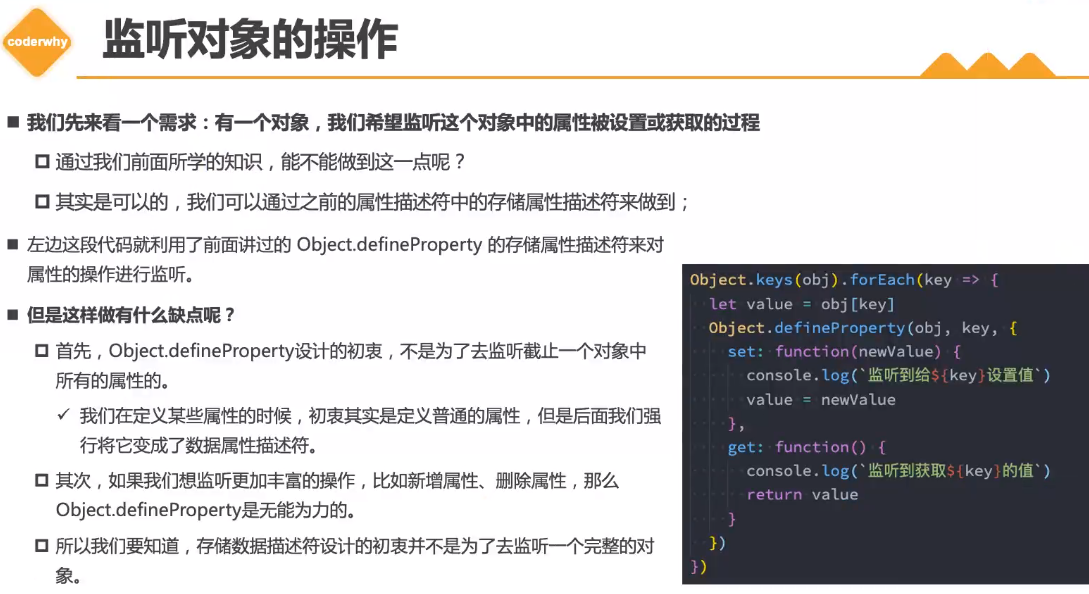 coderwhy
监听对象的操作
■ 我们先来看一个需求：有一个对象，我们希望监听这个对象中的属性被设置或获取的过程
通过我们前面所学的知识，能不能做到这一点呢？
其实是可以的，我们可以通过之前的属性描述符中的存储属性描述符来做到；
■ 左边这段代码就利用了前面讲过的 Object.defineProperty 的存储属性描述符来对
属性的操作进行监听。
■ 但是这样做有什么缺点呢？
首先，Object.defineProperty设计的初衷，不是为了去监听截止一个对象中
所有的属性的。
✓ 我们在定义某些属性的时候，初衷其实是定义普通的属性，但是后面我们强
行将它变成了数据属性描述符。
其次，如果我们想监听更加丰富的操作，比如新增属性、删除属性，那么
Object.defineProperty是无能为力的。
所以我们要知道，存储数据描述符设计的初衷并不是为了去监听一个完整的对
象。
Object.keys(obj).forEach(key => {
  let value = obj[key]
  Object.defineProperty(obj, key, {
    set: function(newValue) {
      console.log(`监听到给${key}设置值`)
      value = newValue
    },
    get: function() {
      console.log(`监听到获取${key}的值`)
      return value
    }
  })
})